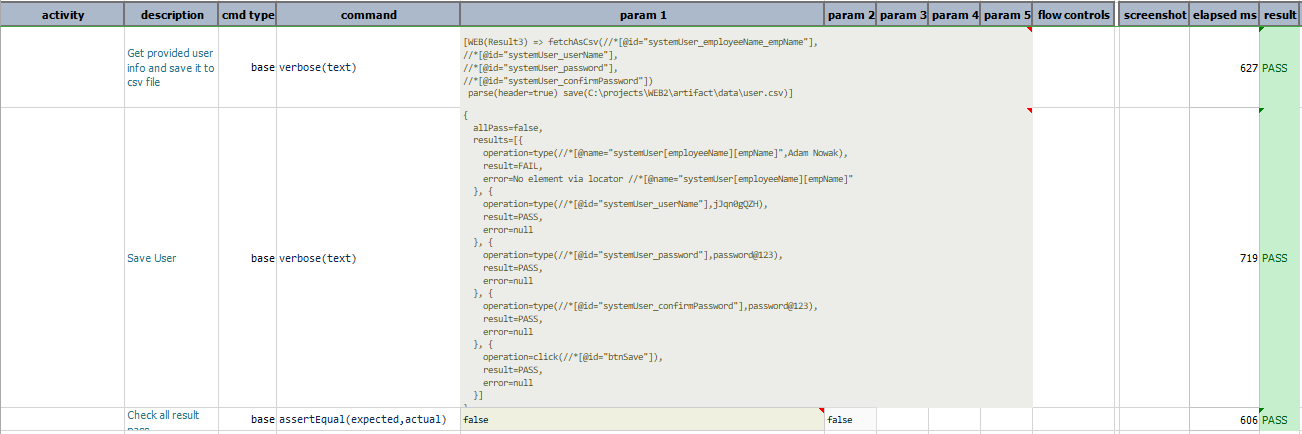 activity description cmd type command param 1 param 2 param 3 param 4 param 5 flow controls screenshot elapsed ms result
Get provided user
info and save it to
csv file
base verbose(text)
[WEB(Result3) => fetchAsCsv(//*[@id="systemUser_employeeName_empName"],
//*[@id="systemUser_userName"],
//*[@id="systemUser_password"],
//*[@id="systemUser_confirmPassword"])
parse(header=true) save(C:\projects\WEB2\artifact\data\user.csv)]
627 PASS
Save User
base verbose(text)
{
allPass=false,
results=[{
operation=type(//*[@name="systemUser[employeeName][empName]",Adam Nowak),
result=FAIL,
error=No element via locator //*[@name="systemUser[employeeName][empName]"
}, {
operation=type(//*[@id="systemUser_userName"],jJqn0gQZH),
result=PASS,
error=null
}, {
operation=type(//*[@id="systemUser_password"],password@123),
result=PASS,
error=null
}, {
operation=type(//*[@id="systemUser_confirmPassword"],password@123),
result=PASS,
error=null
}, {
operation=click(//*[@id="btnSave"]),
result=PASS,
error=null
}]
719 PASS
Check all result
base assertEqual(expected,actual) false false 606 PASS